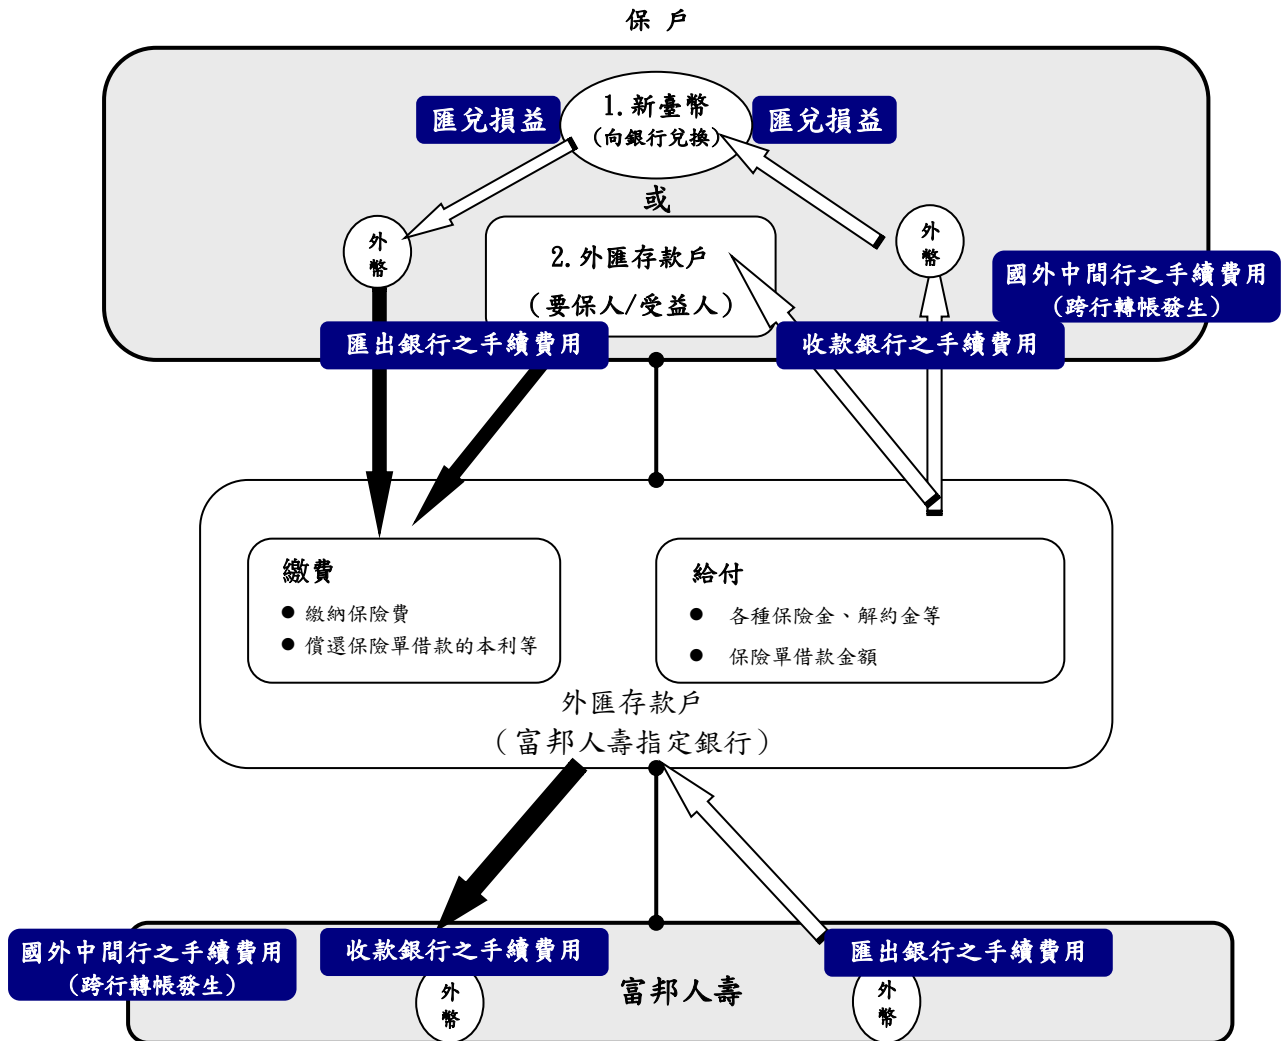 保 戶
匯兌損益
1.新臺幣
(向銀行兌換)
匯兌損益
或
外
幣
2.外匯存款戶
（要保人/受益人）
外
幣
國外中間行之手續費用
(跨行轉帳發生)
匯出銀行之手續費用
收款銀行之手續費用
繳費
● 繳納保險費
● 償還保險單借款的本利等
給付
● 各種保險金、解約金等
● 保險單借款金額
外匯存款戶
（富邦人壽指定銀行）
國外中間行之手續費用
(跨行轉帳發生)
收款銀行之手續費用
匯出銀行之手續費用
外
幣
富邦人壽
外
幣